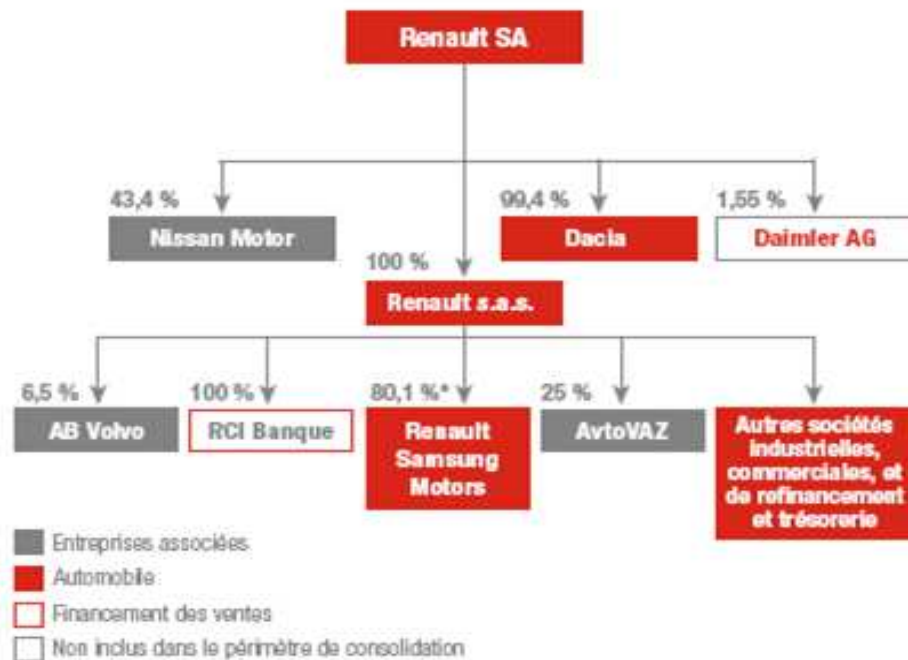 Renault SA
43,4 %
Nissan Motor
99,4 %
Dacia
1,55 %
Daimler AG
100 %
Renault s.a.s.
6,5 %
AB Volvo
100 %
RCI Banque
80,1 %*
Renault
Samsung
Motors
25 %
AvtoVAZ
Autres sociétés
industrielles,
commerciales, et
de refinancement
et trésorerie
Entreprises associées
Automobile
Financement des ventes
Non inclus dans le périmètre de consolidation